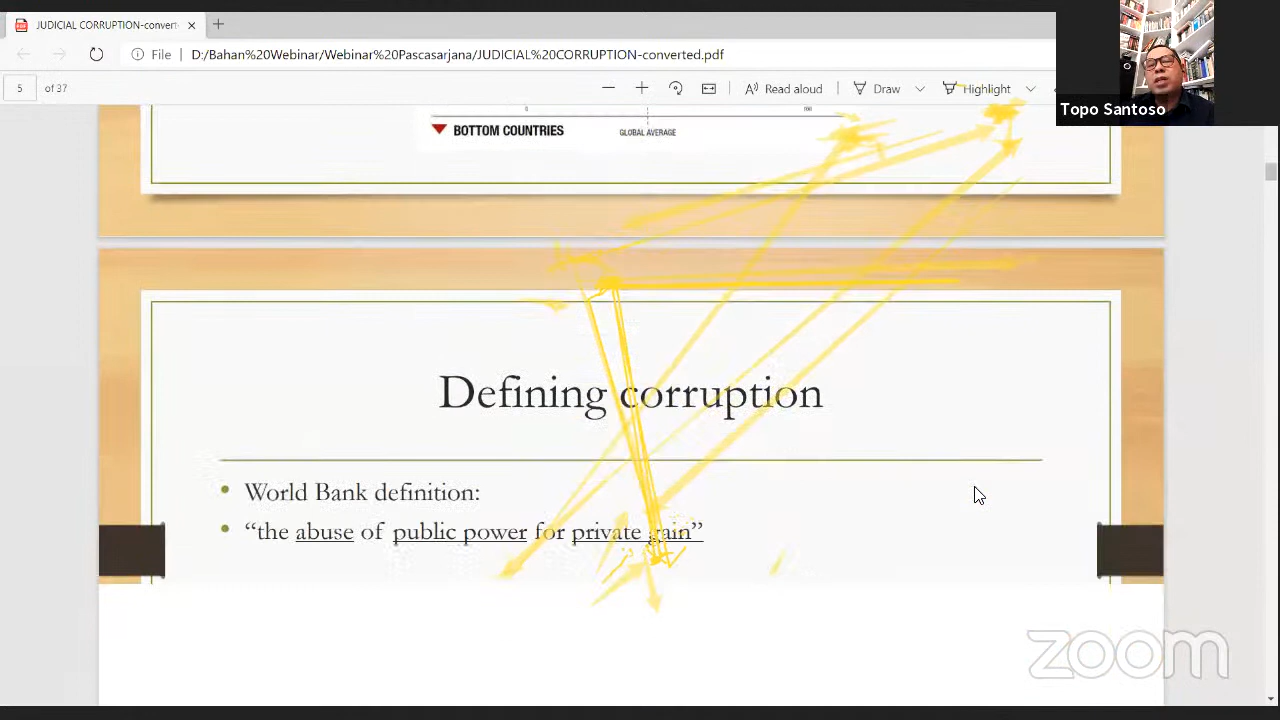 JUDICIAL CORRUPTION-convert
File D:/Bahan%20Webinar/Webinar%20Pascasarjana/JUDICIAL%20CORRUPTION-converted.pdf
5 of 37
Read aloud Draw Highlight
Topo Santoso
BOTTOM COUNTRIES GLOBAL AVERAGE
Defining corruption
• World Bank definition:
• “the abuse of public power for private gain”
zoom